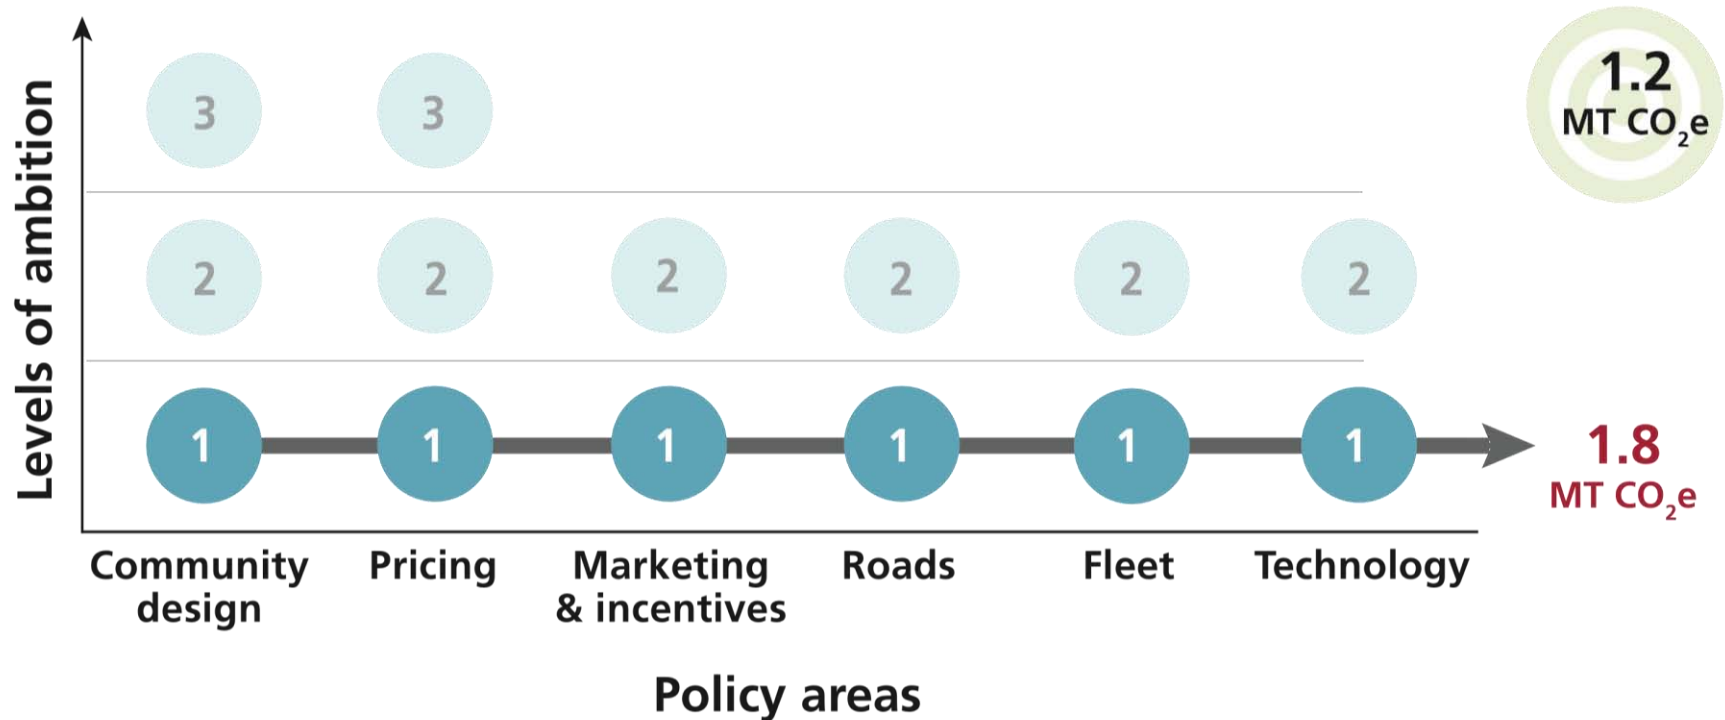 Levels of ambition
3 3
1.2
MT CO₂e
2 2 2 2 2 2
1 1 1 1 1 1
1.8
MT CO₂e
Community design
Pricing
Marketing & incentives
Roads
Fleet
Technology
Policy areas